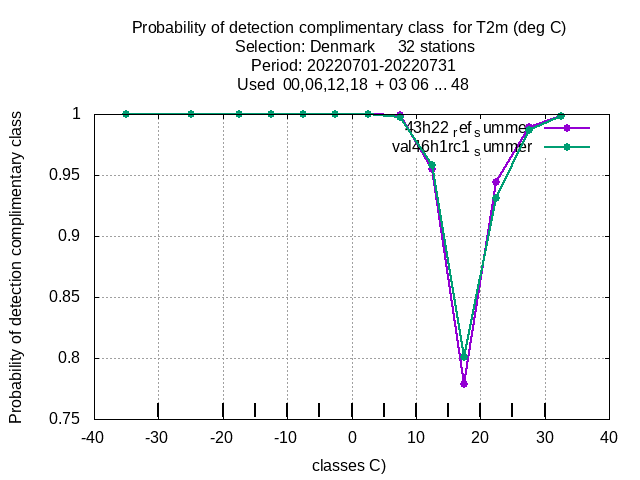 Probability of detection complimentary class for T2m (deg C)
Selection: Denmark 32 stations
Period: 20220701-20220731
Used 00,06,12,18 + 03 06 ... 48
Probability of detection complimentary class
1
0.95
0.9
0.85
0.8
0.75
43h22 ref summer
val46h1rc1 summer
-40 -30 -20 -10 0 10 20 30 40
classes C)